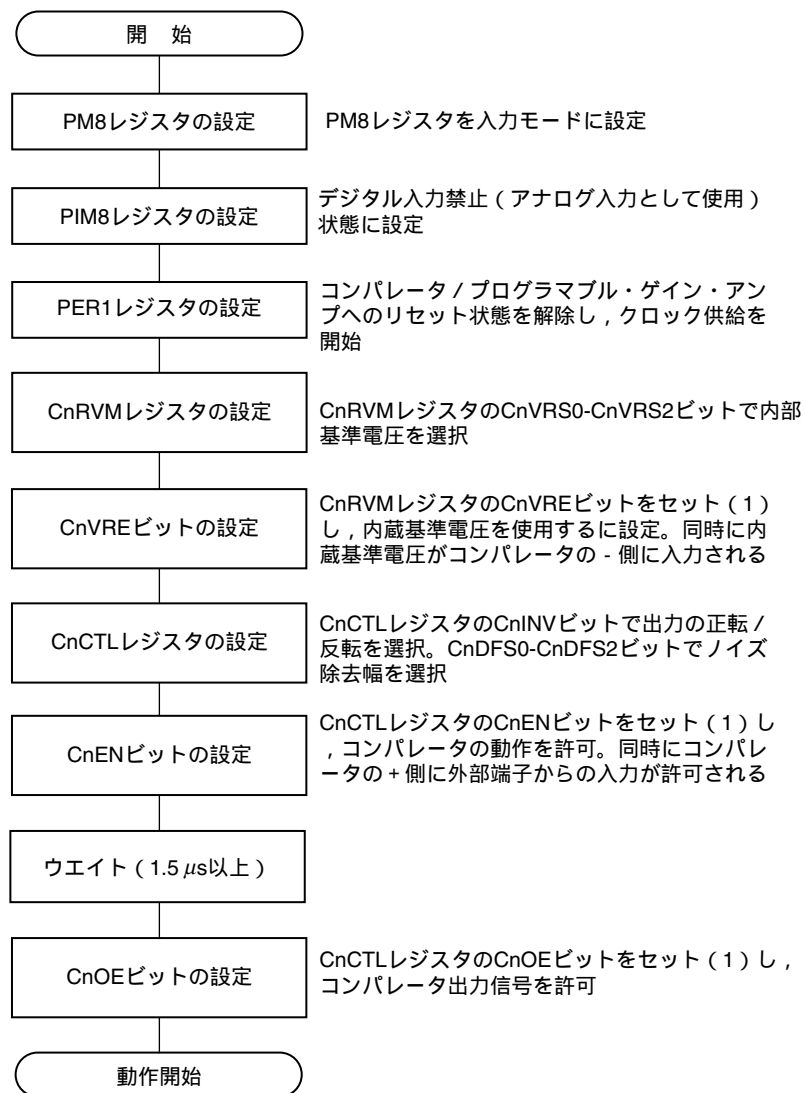 開　始
PM8レジスタの設定
PM8レジスタを入力モードに設定
PIM8レジスタの設定
デジタル入力禁止（アナログ入力として使用）
状態に設定
PER1レジスタの設定
コンパレータ／プログラマブル・ゲイン・アン
プへのリセット状態を解除し，クロック供給を
開始
CnRVMレジスタの設定
CnRVMレジスタのCnVRS0-CnVRS2ビットで内部
基準電圧を選択
CnVREビットの設定
CnRVMレジスタのCnVREビットをセット（1）
し，内蔵基準電圧を使用するに設定。同時に内
蔵基準電圧がコンパレータの－側に入力される
CnCTLレジスタの設定
CnCTLレジスタのCnINVビットで出力の正転／
反転を選択。CnDFS0-CnDFS2ビットでノイズ
除去幅を選択
CnENビットの設定
CnCTLレジスタのCnENビットをセット（1）し
，コンパレータの動作を許可。同時にコンパレ
ータの＋側に外部端子からの入力が許可される
ウエイト（1.5 μs以上）
CnOEビットの設定
CnCTLレジスタのCnOEビットをセット（1）し，
コンパレータ出力信号を許可
動作開始